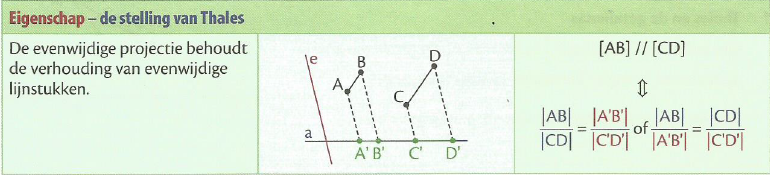 Eigenschap – de stelling van Thales
De evenwijdige projectie behoudt
de verhouding van evenwijdige
lijnstukken.
e
B
D
A
C
a
A' B' C' D'
[AB] // [CD]
⇕
|AB|/|CD| = |A'B'|/|C'D'| of |AB|/|A'B'| = |CD|/|C'D'|